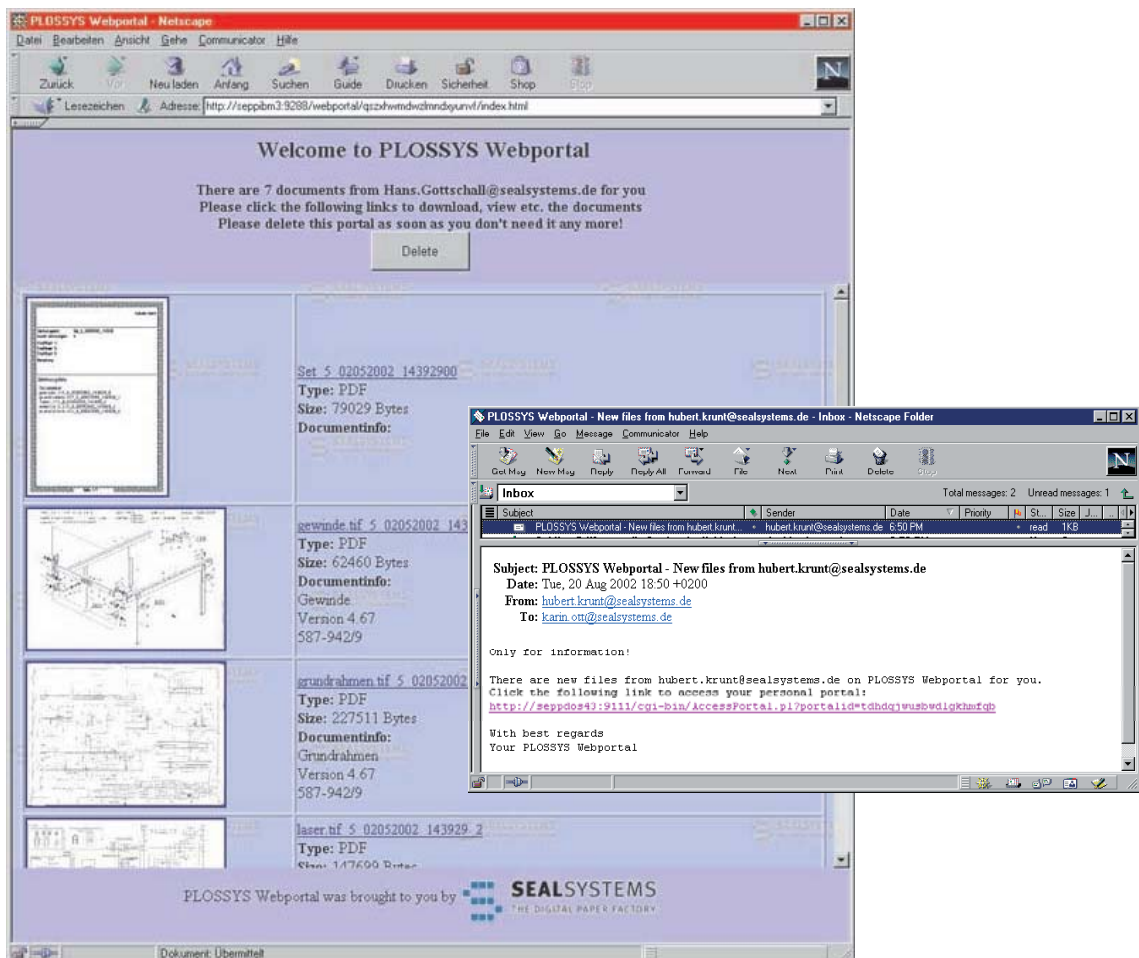 PLOSSYS Webportal - Netscape
Datei Bearbeiten Ansicht Gehe Communicator Hilfe
Zurück Vor Neu laden Anfang Suchen Guide Drucken Sicherheit Shop Stop
Lesezeichen Adresse: http://seppibm3:9288/webportal/
Welcome to PLOSSYS Webportal
There are 7 documents from Hans.Gottschall@sealsystems.de for you
Please click the following links to download, view etc. the documents
Please delete this portal as soon as you don't need it any more!
Delete
Set_5_02052002_14392900
Type: PDF
Size: 79029 Bytes
Documentinfo:
gewinde.tif_5_02052002_143
Type: PDF
Size: 62460 Bytes
Documentinfo:
Gewinde
Version 4.67
587-942/9
grundrahmen.tif_5_02052002
Type: PDF
Size: 227511 Bytes
Documentinfo:
Grundrahmen
Version 4.67
587-942/9
laser.tif_5_02052002_143929_2
Type: PDF
Size: 147699 Bytes
PLOSSYS Webportal was brought to you by SEALSYSTEMS
THE DIGITAL PAPER FACTORY
Dokument: Übermittelt
PLOSSYS Webportal - New files from hubert.krunt@sealsystems.de - Inbox - Netscape Folder
File Edit View Go Message Communicator Help
Get Msg New Msg Reply Reply All Forward File Next Print Delete Stop
Inbox Total messages: 2 Unread messages: 1
Subject Sender Date Priority St... Size J... ..
PLOSSYS Webportal - New files from hubert.krunt... hubert.krunt@sealsystems.de 6:50 PM read 1KB
Subject: PLOSSYS Webportal - New files from hubert.krunt@sealsystems.de
Date: Tue, 20 Aug 2002 18:50 +0200
From: hubert.krunt@sealsystems.de
To: karin.ott@sealsystems.de
Only for information!
There are new files from hubert.krunt@sealsystems.de on PLOSSYS Webportal for you.
Click the following link to access your personal portal:
http://seppdos43:9111/cgi-bin/AccessPortal.pl?portalid=tdhdqjwusbwdlgkhmfqb
With best regards
Your PLOSSYS Webportal